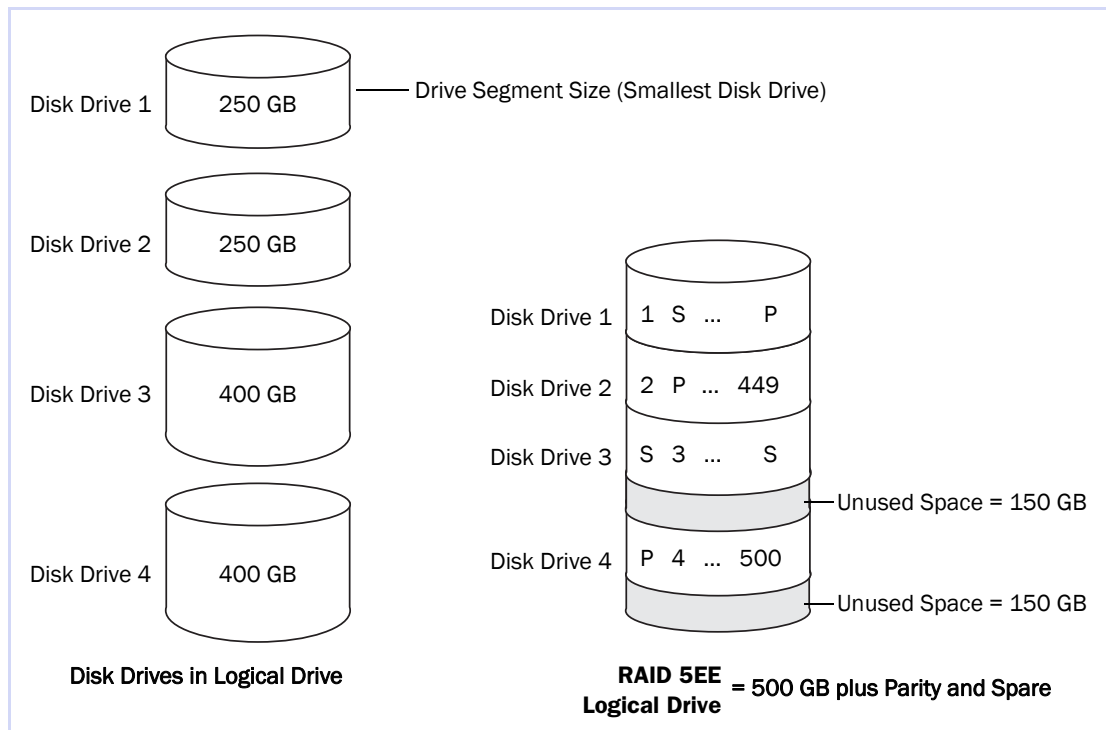 Disk Drive 1
250 GB
Drive Segment Size (Smallest Disk Drive)
Disk Drive 2
250 GB
Disk Drive 3
400 GB
Disk Drive 4
400 GB
Disk Drives in Logical Drive
Disk Drive 1
1 S ... P
Disk Drive 2
2 P ... 449
Disk Drive 3
S 3 ... S
Unused Space = 150 GB
Disk Drive 4
P 4 ... 500
Unused Space = 150 GB
RAID 5EE
Logical Drive
= 500 GB plus Parity and Spare